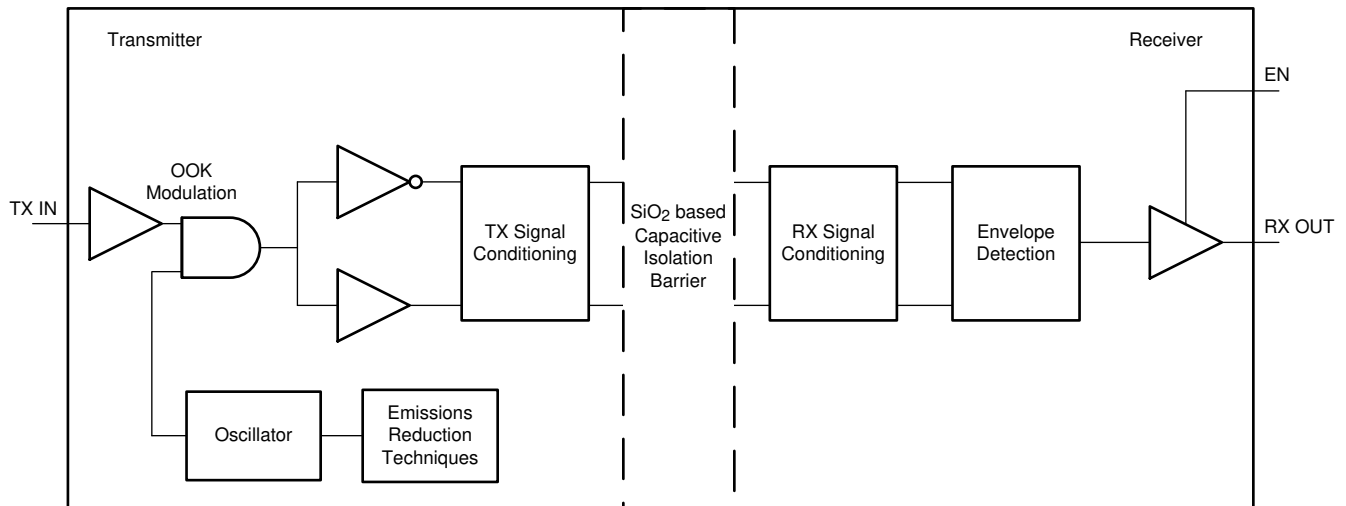 Transmitter
Receiver
EN
OOK
Modulation
TX IN
TX Signal
Conditioning
SiO2 based
Capacitive
Isolation
Barrier
RX Signal
Conditioning
Envelope
Detection
RX OUT
Oscillator
Emissions
Reduction
Techniques